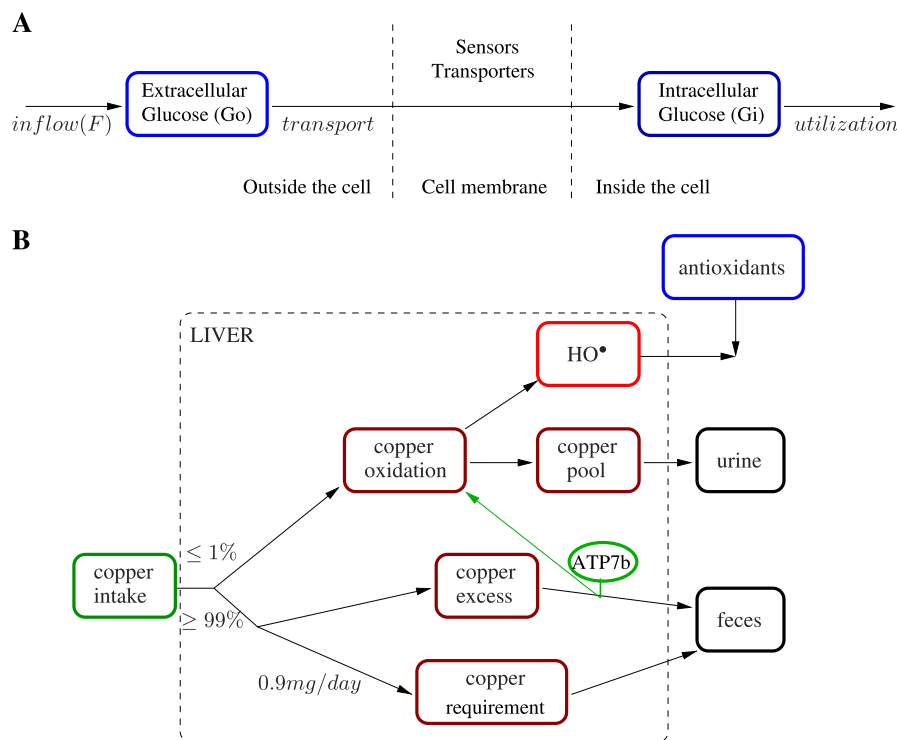 A
Sensors
Transporters
Extracellular
Glucose (Go)
Intracellular
Glucose (Gi)
inflow(F)
transport
utilization
Outside the cell
Cell membrane
Inside the cell
B
antioxidants
LIVER
HO•
copper
oxidation
copper
pool
urine
≤ 1%
ATP7b
copper
intake
copper
excess
≥ 99%
feces
0.9mg/day
copper
requirement